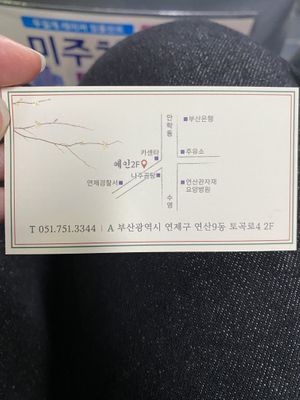 미주
부산은행
안락동
카센타
주유소
예인2F
나주곰탕
연제경찰서
연산관자재
요양병원
수영
T 051.751.3344 | A 부산광역시 연제구 연산9동 토곡로4 2F